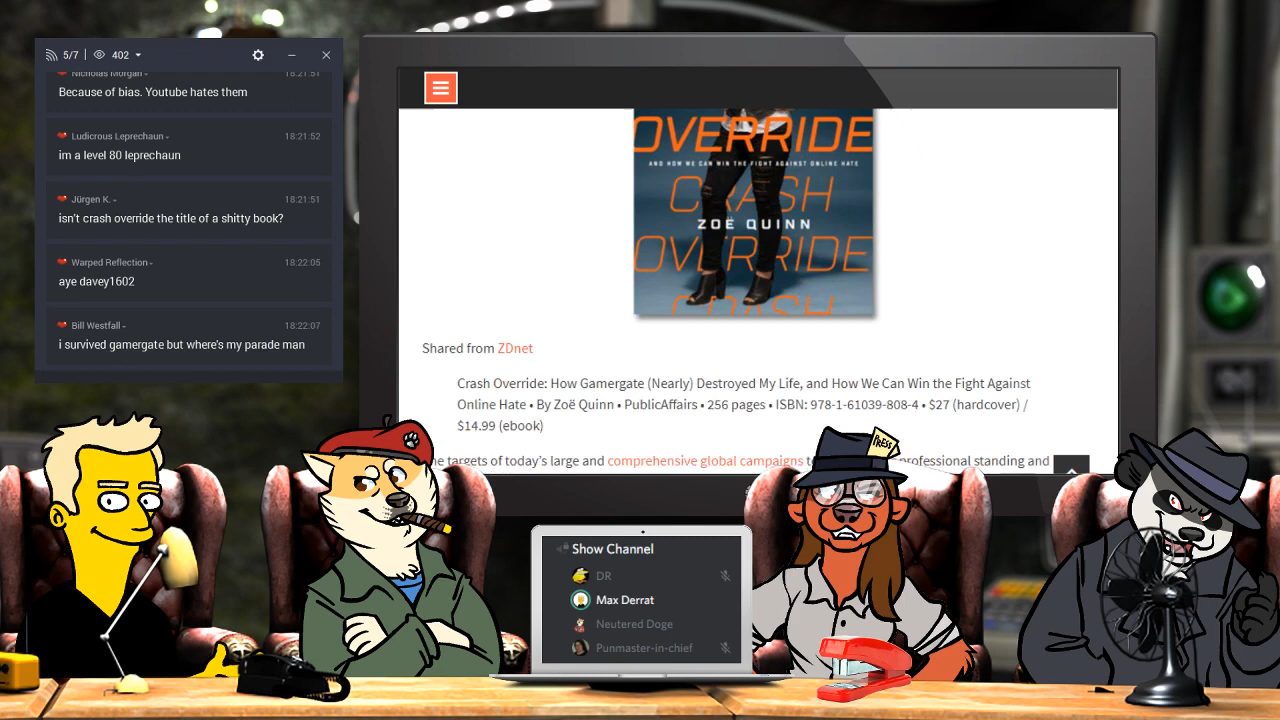 5/7 402
Nicholas Morgan 18:21:51
Because of bias. Youtube hates them
Ludicrous Leprechaun 18:21:52
im a level 80 leprechaun
Jürgen K. 18:21:51
isn't crash override the title of a shitty book?
Warped Reflection 18:22:05
aye davey1602
Bill Westfall 18:22:07
i survived gamergate but where's my parade man
OVERRIDE
AND HOW WE CAN WIN THE FIGHT AGAINST ONLINE HATE
CRASH
ZOË QUINN
OVERRIDE
CRASH
Shared from ZDnet
Crash Override: How Gamergate (Nearly) Destroyed My Life, and How We Can Win the Fight Against
Online Hate • By Zoë Quinn • PublicAffairs • 256 pages • ISBN: 978-1-61039-808-4 • $27 (hardcover) /
$14.99 (ebook)
targets of today's large and comprehensive global campaigns professional standing and
PRESS
Show Channel
DR
Max Derrat
Neutered Doge
Punmaster-in-chief